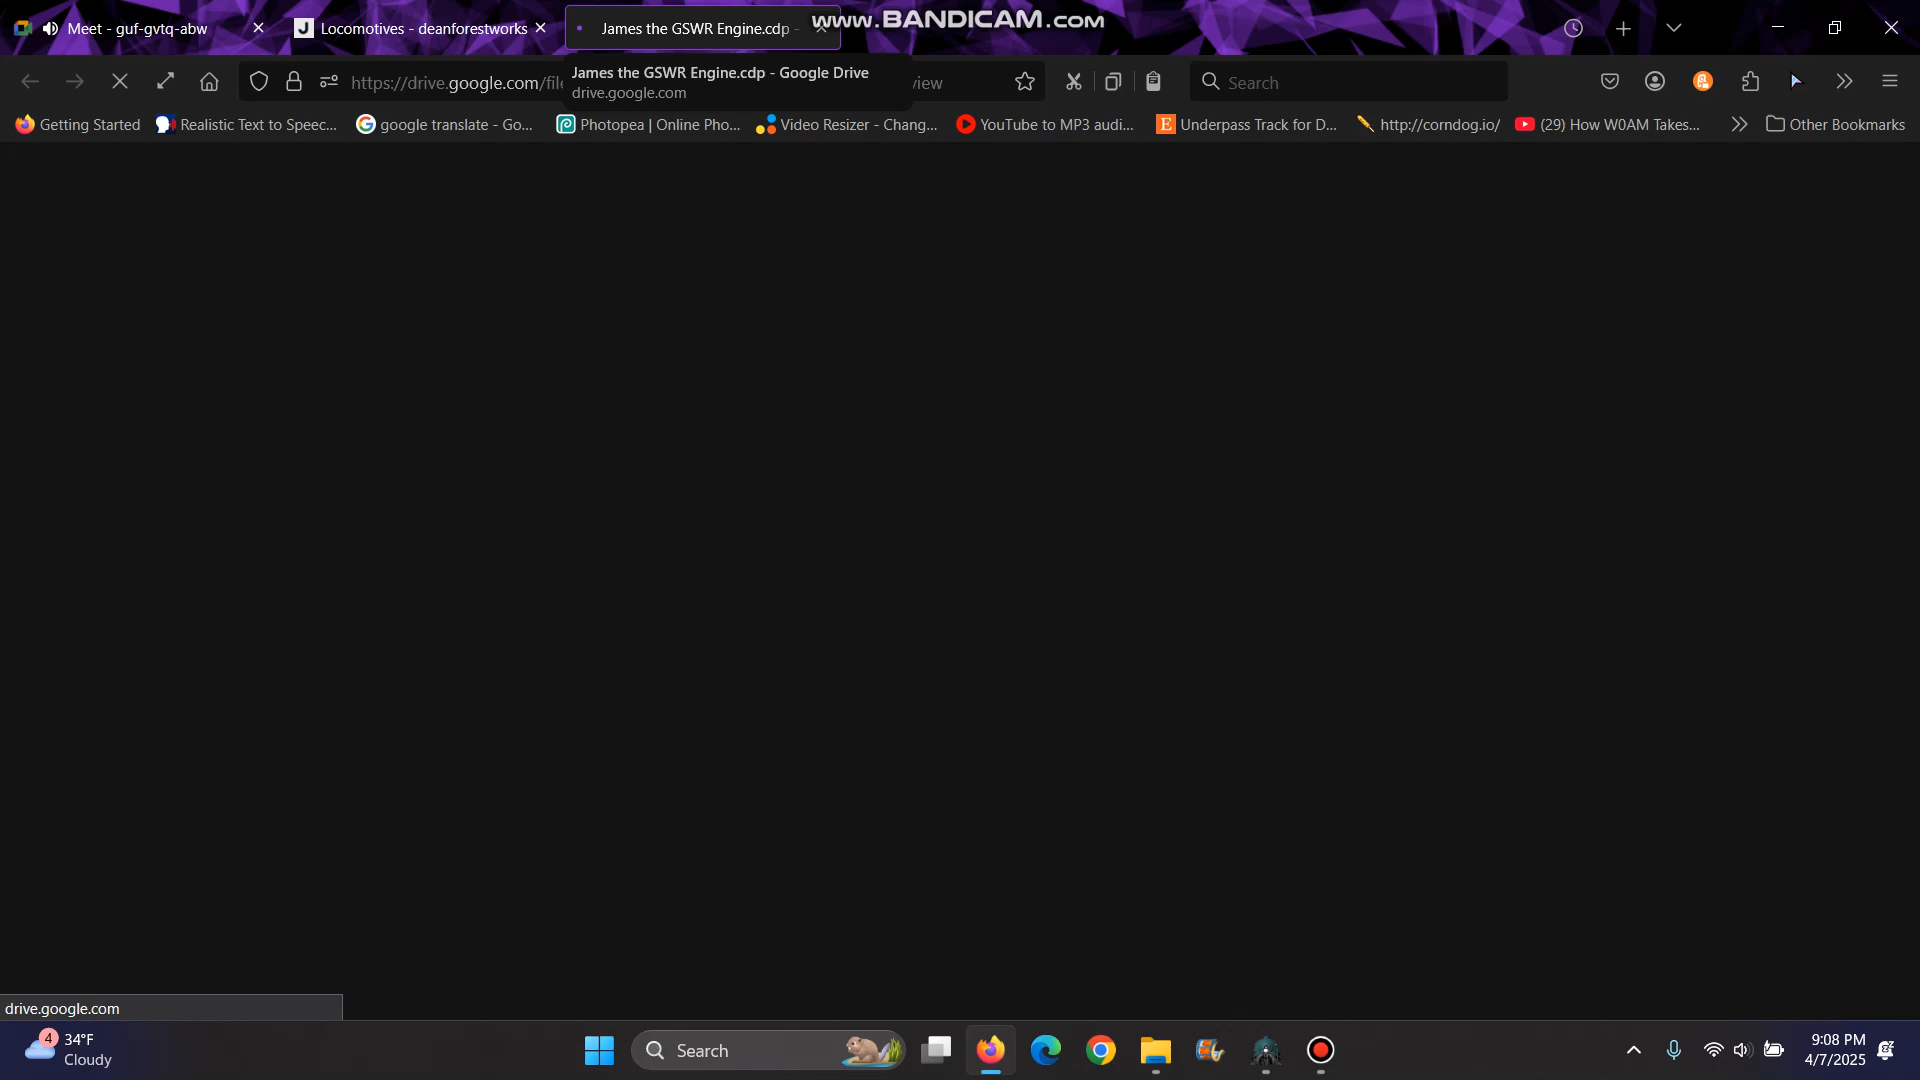 Meet - guf-gvtq-abw
Locomotives - deanforestworks
James the GSWR Engine.cdp -
www.BANDICAM.com
https://drive.google.com/file
view
Search
James the GSWR Engine.cdp - Google Drive
drive.google.com
Getting Started
Realistic Text to Speec...
google translate - Go...
Photopea | Online Pho...
Video Resizer - Chang...
YouTube to MP3 audi...
Underpass Track for D...
http://corndog.io/
(29) How W0AM Takes...
Other Bookmarks
drive.google.com
4
34°F
Cloudy
Search
9:08 PM
4/7/2025